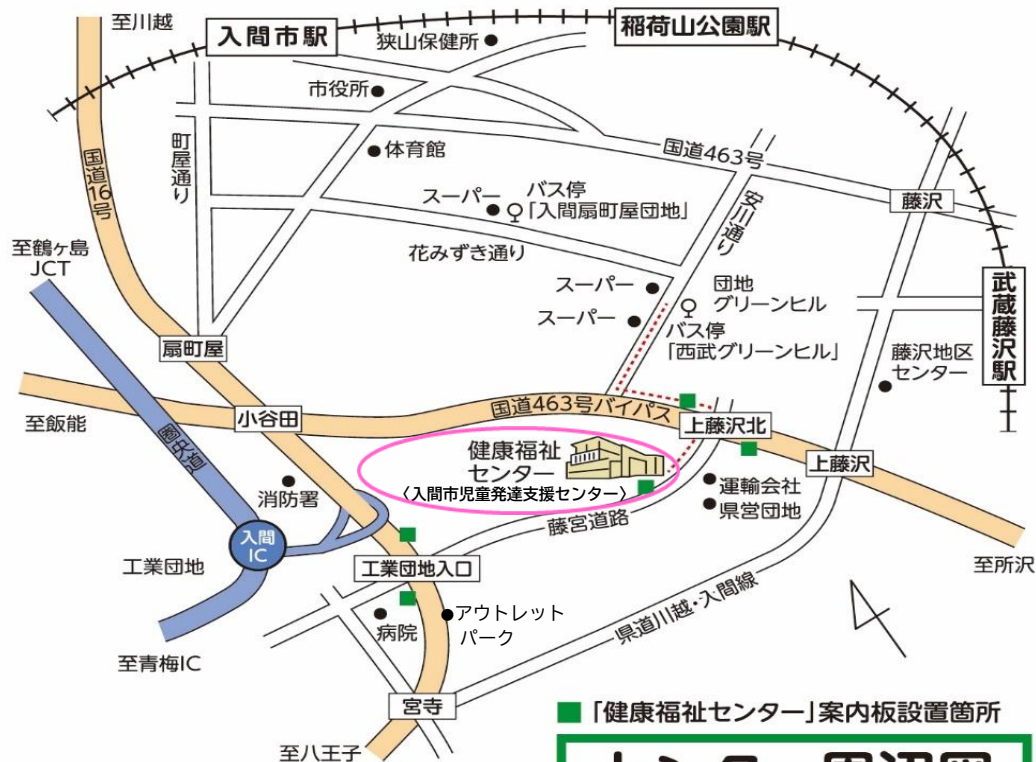 至川越
入間市駅
狭山保健所
稲荷山公園駅
市役所
国道16号
町屋通り
体育館
国道463号
スーパー
バス停
「入間扇町屋団地」
安川通り
藤沢
花みずき通り
至鶴ヶ島
JCT
スーパー
団地
グリーンヒル
スーパー
バス停
「西武グリーンヒル」
武蔵藤沢駅
扇町屋
藤沢地区
センター
至飯能
小谷田
国道463号バイパス
上藤沢北
圏央道
健康福祉
センター
〈入間市児童発達支援センター〉
上藤沢
消防署
運輸会社
県営団地
藤宮道路
入間
IC
工業団地
工業団地入口
至所沢
アウトレット
パーク
病院
県道川越・入間線
至青梅IC
宮寺
至八王子
「健康福祉センター」案内板設置箇所